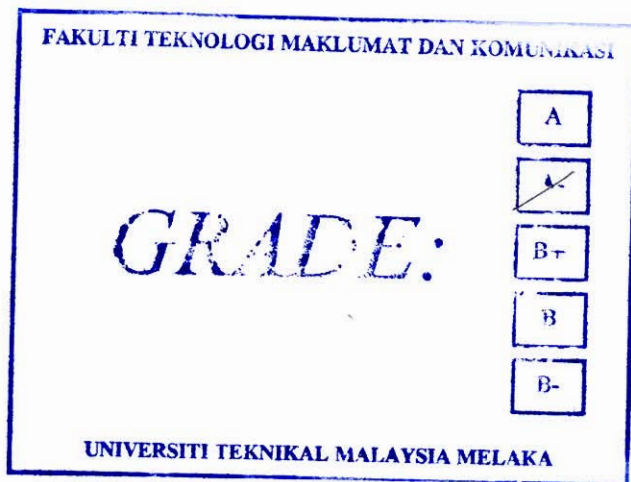 FAKULTI TEKNOLOGI MAKLUMAT DAN KOMUNIKASI
A
A-
GRADE:
B+
B
B-
UNIVERSITI TEKNIKAL MALAYSIA MELAKA